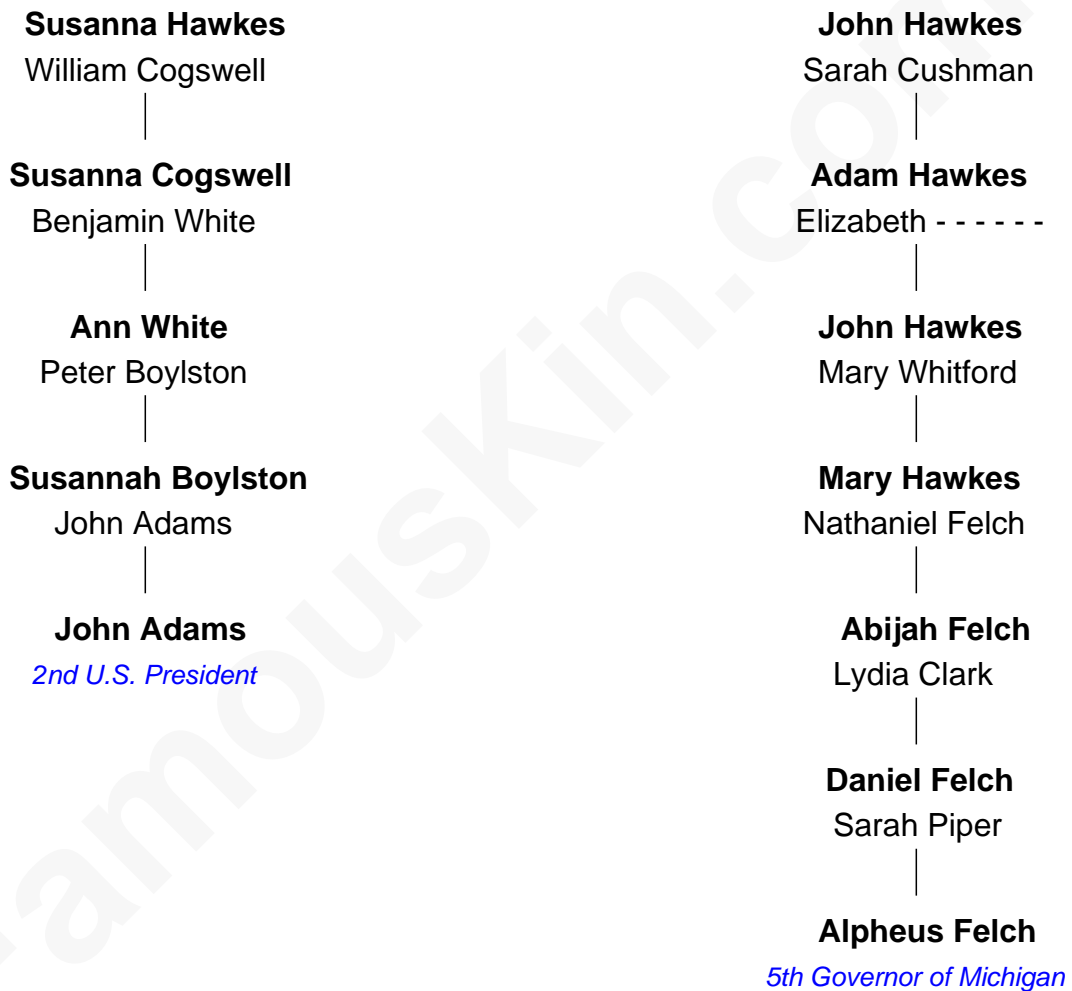 Susanna Hawkes
William Cogswell
Susanna Cogswell
Benjamin White
Ann White
Peter Boylston
Susannah Boylston
John Adams
John Adams
2nd U.S. President
John Hawkes
Sarah Cushman
Adam Hawkes
Elizabeth - - - - - -
John Hawkes
Mary Whitford
Mary Hawkes
Nathaniel Felch
Abijah Felch
Lydia Clark
Daniel Felch
Sarah Piper
Alpheus Felch
5th Governor of Michigan
amouskin.com